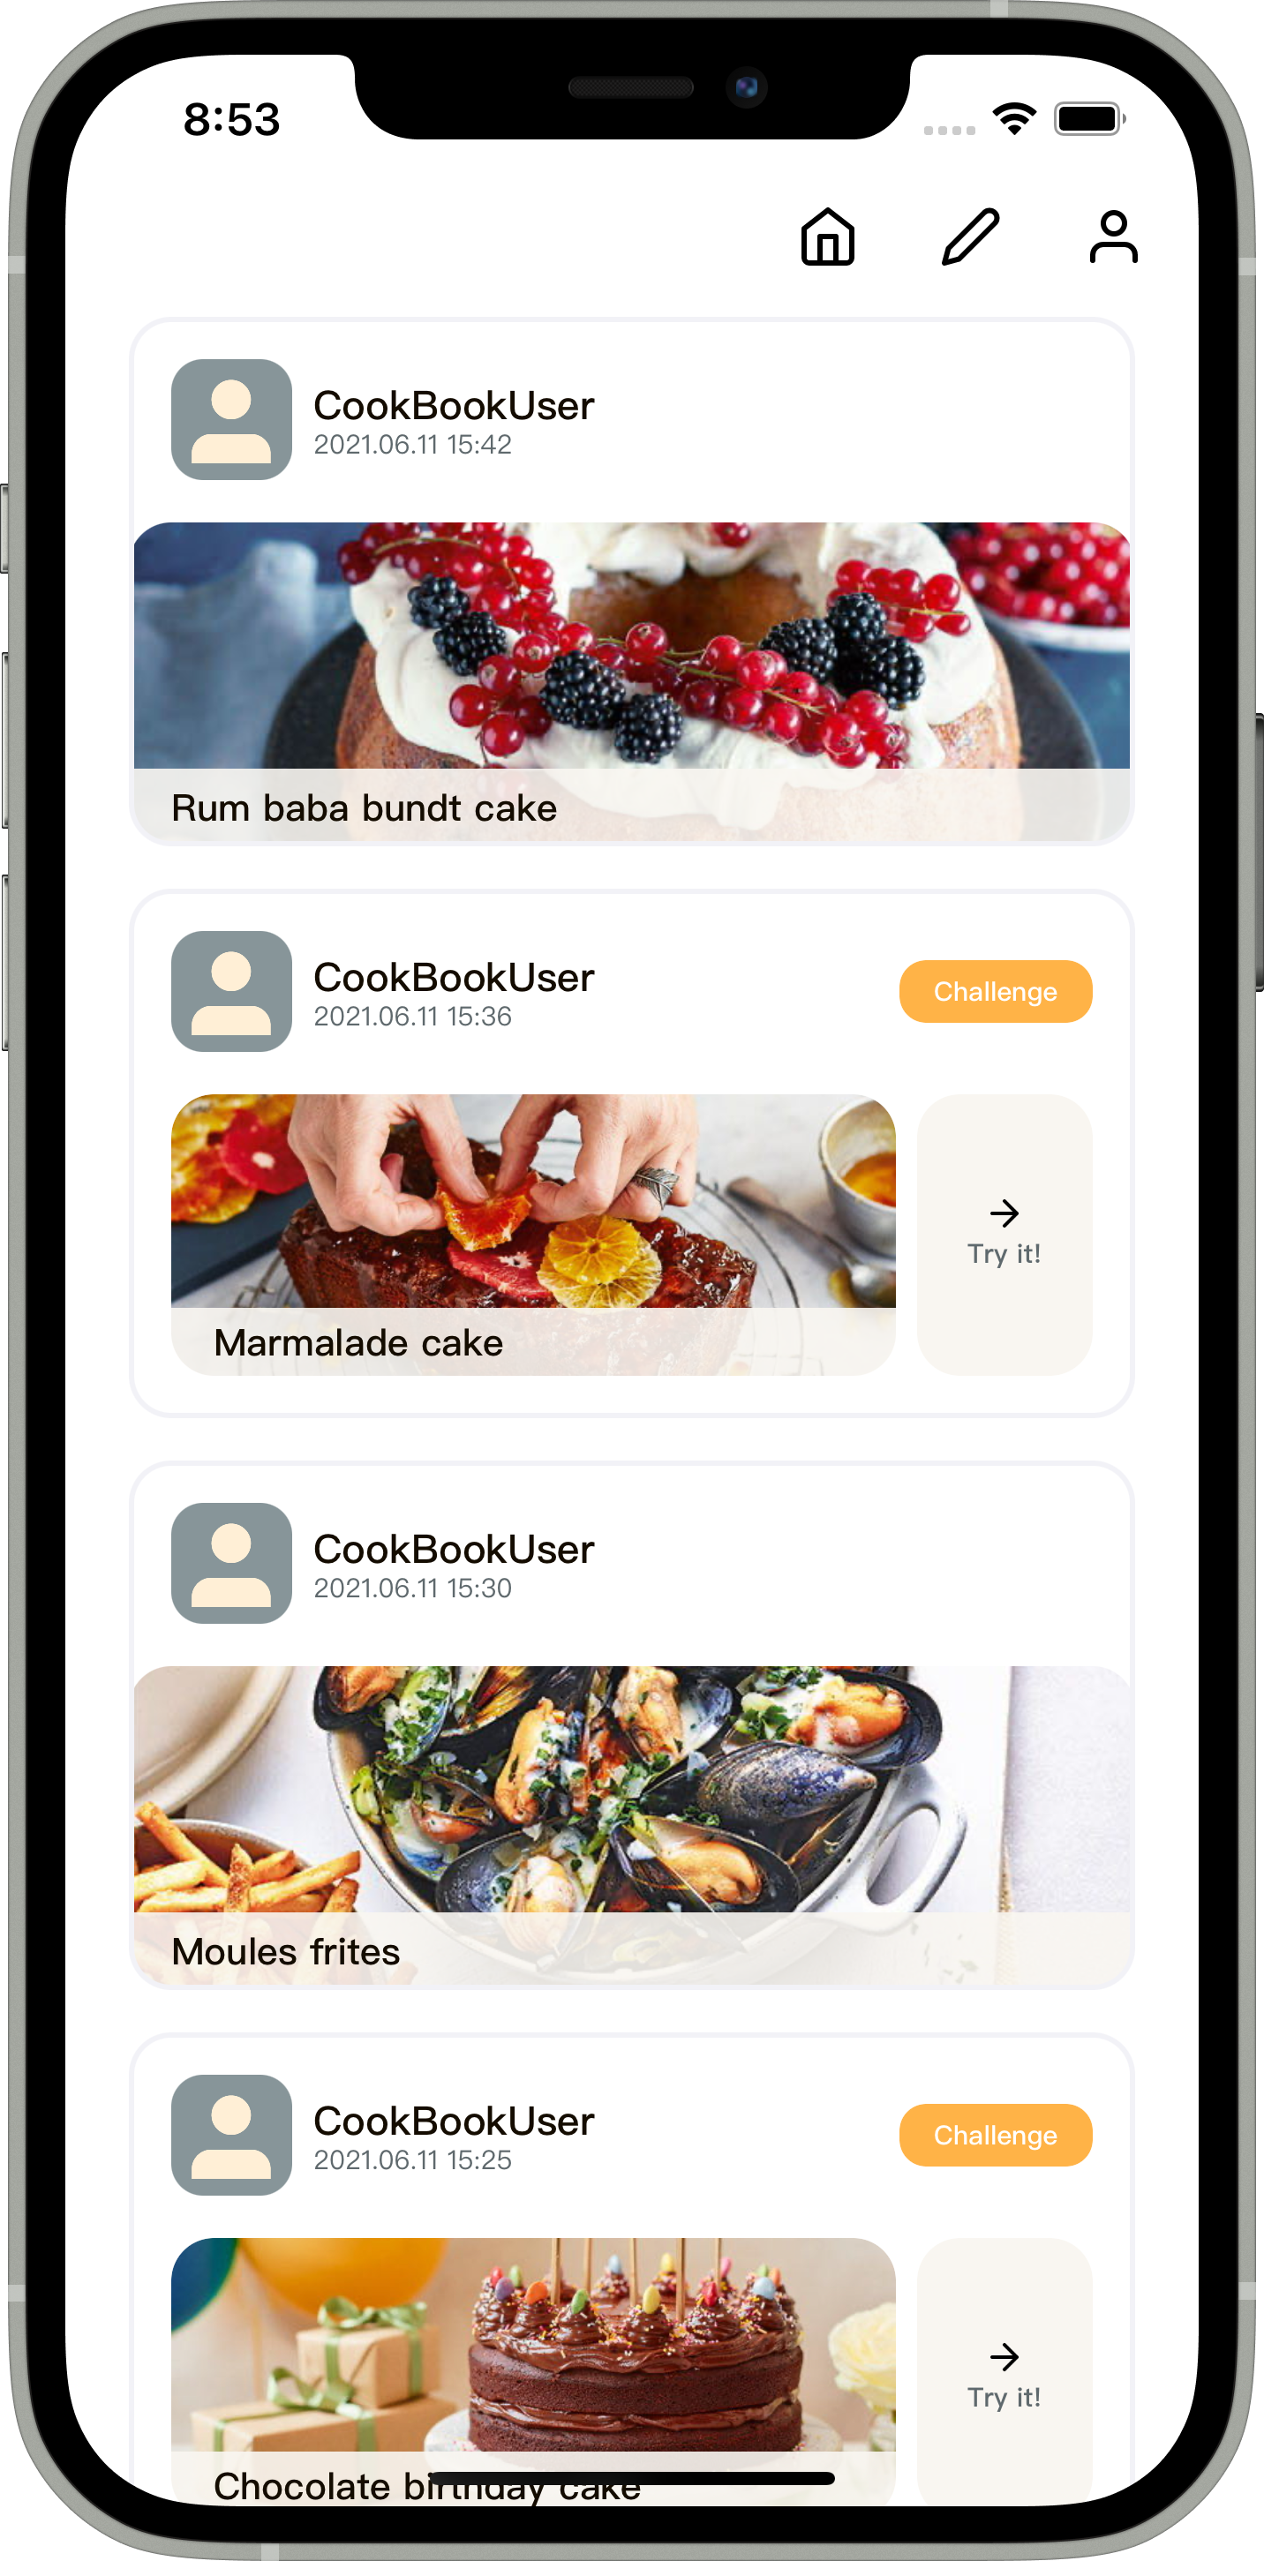 8:53
CookBookUser
2021.06.11 15:42
Rum baba bundt cake
CookBookUser
2021.06.11 15:36
Challenge
Try it!
Marmalade cake
CookBookUser
2021.06.11 15:30
Moules frites
CookBookUser
2021.06.11 15:25
Challenge
Try it!
Chocolate birthday cake